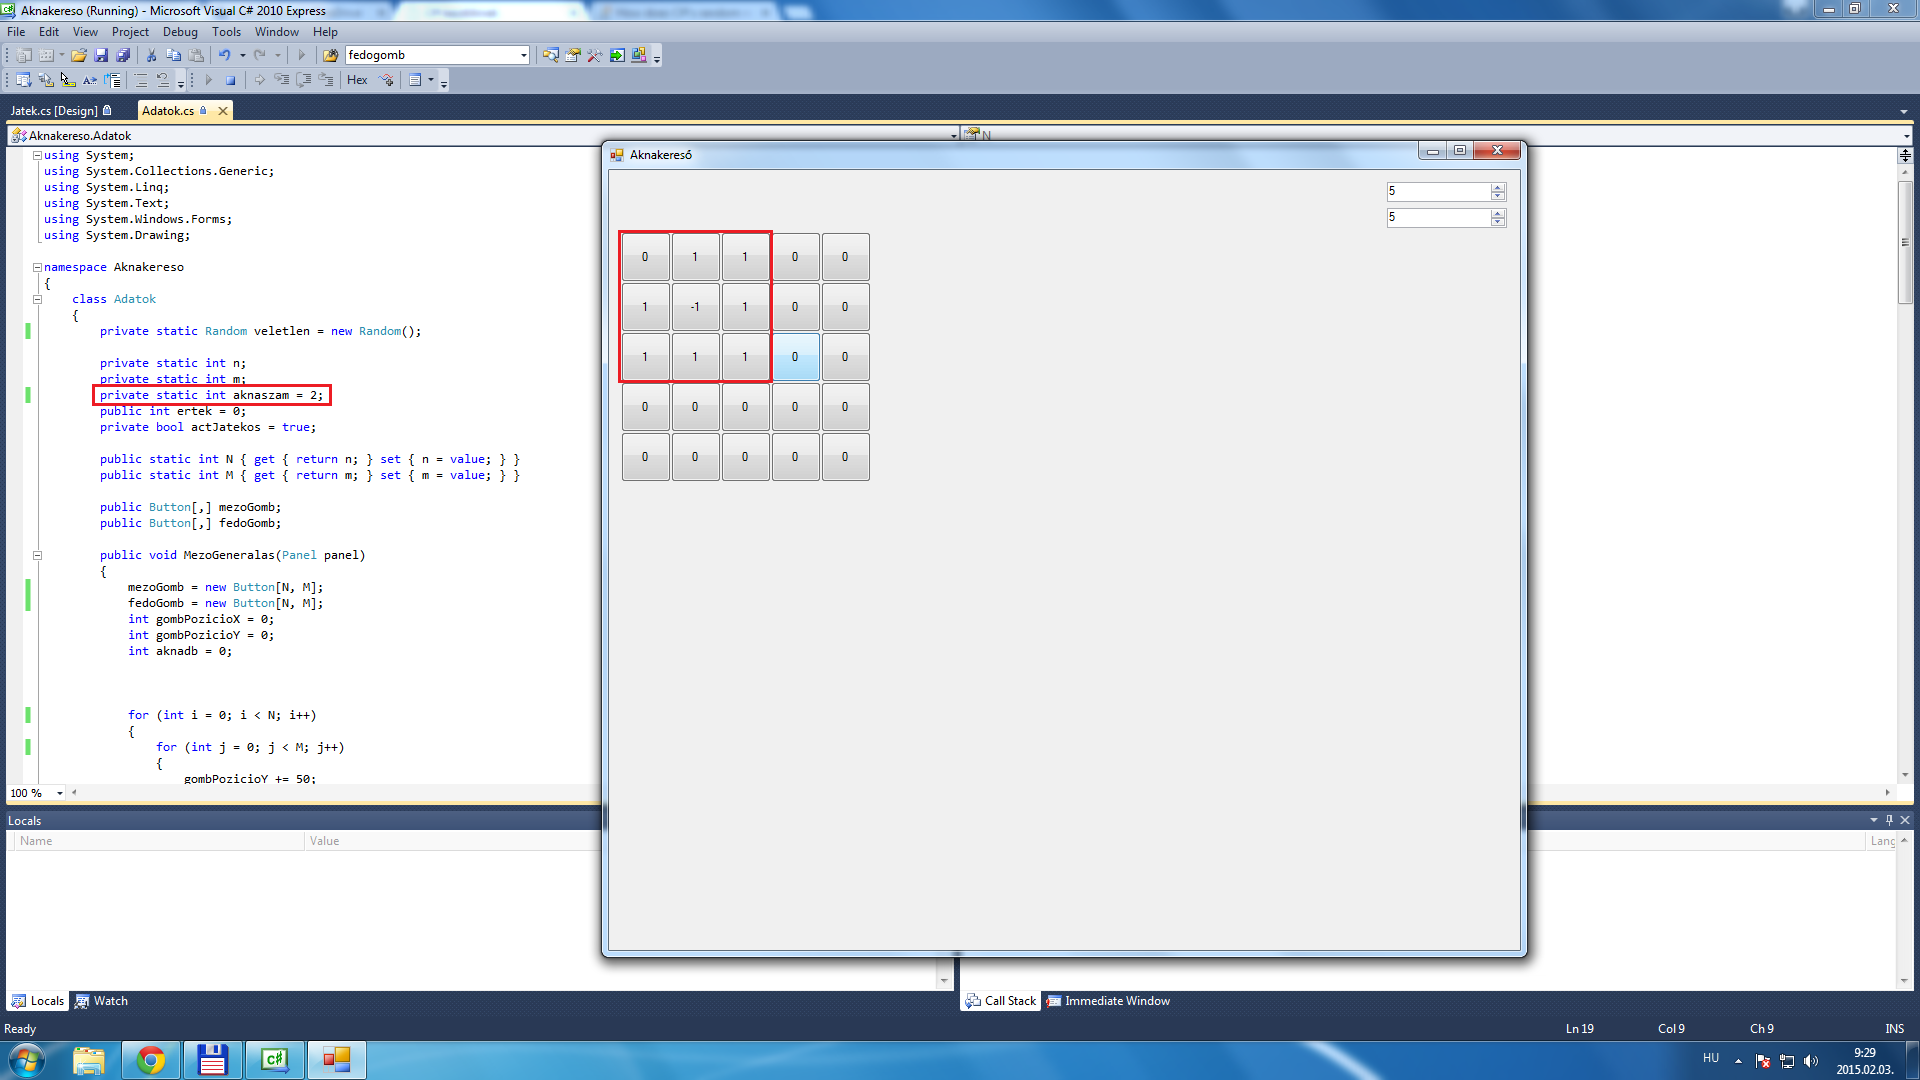 Aknakereso (Running) - Microsoft Visual C# 2010 Express
File Edit View Project Debug Tools Window Help
fedogomb
Hex
Jatek.cs [Design] Adatok.cs
Aknakereso.Adatok
N
using System;
using System.Collections.Generic;
using System.Linq;
using System.Text;
using System.Windows.Forms;
using System.Drawing;
namespace Aknakereso
{
class Adatok
{
private static Random veletlen = new Random();
private static int n;
private static int m;
private static int aknaszam = 2;
public int ertek = 0;
private bool actJatekos = true;
public static int N { get { return n; } set { n = value; } }
public static int M { get { return m; } set { m = value; } }
public Button[,] mezoGomb;
public Button[,] fedoGomb;
public void MezoGeneralas(Panel panel)
{
mezoGomb = new Button[N, M];
fedoGomb = new Button[N, M];
int gombPozicioX = 0;
int gombPozicioY = 0;
int aknadb = 0;
for (int i = 0; i < N; i++)
{
for (int j = 0; j < M; j++)
{
gombPozicioY += 50;
100 %
Aknakereső
5
5
0 1 1 0 0
1 -1 1 0 0
1 1 1 0 0
0 0 0 0 0
0 0 0 0 0
Locals
Name Value
Lang
Locals Watch
Call Stack Immediate Window
Ready
Ln 19 Col 9 Ch 9 INS
C#
HU
9:29
2015.02.03.